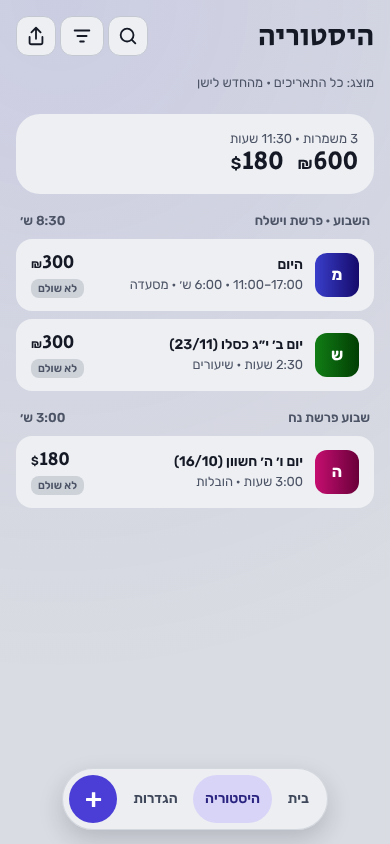 היסטוריה
מוצג: כל התאריכים • מהחדש לישן
3 משמרות • 11:30 שעות
₪600 $180
השבוע • פרשת וישלח
8:30 ש׳
מ
היום
11:00–17:00 • 6:00 ש׳ • מסעדה
₪300
לא שולם
ש
יום ב׳ י״ג כסלו (23/11)
2:30 שעות • שיעורים
₪300
לא שולם
שבוע פרשת נח
3:00 ש׳
ה
יום ו׳ ה׳ חשוון (16/10)
3:00 שעות • הובלות
$180
לא שולם
בית
היסטוריה
הגדרות
+